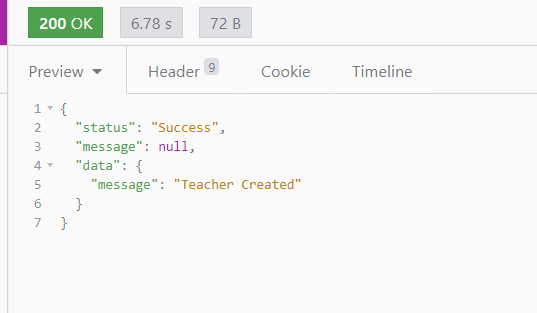 200 OK 6.78 s 72 B
Preview Header 9 Cookie Timeline
1 {
2 "status": "Success",
3 "message": null,
4 "data": {
5 "message": "Teacher Created"
6 }
7 }